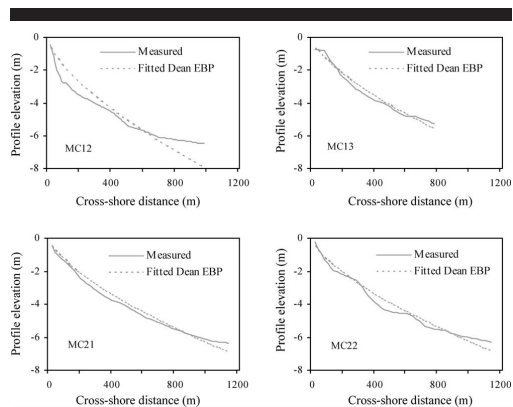 0
-2
-4
-6
-8
Profile elevation (m)
Measured
Fitted Dean EBP
MC12
0 400 800 1200
Cross-shore distance (m)
0
-2
-4
-6
-8
Profile elevation (m)
Measured
Fitted Dean EBP
MC13
0 400 800 1200
Cross-shore distance (m)
0
-2
-4
-6
-8
Profile elevation (m)
Measured
Fitted Dean EBP
MC21
0 400 800 1200
Cross-shore distance (m)
0
-2
-4
-6
-8
Profile elevation (m)
Measured
Fitted Dean EBP
MC22
0 400 800 1200
Cross-shore distance (m)